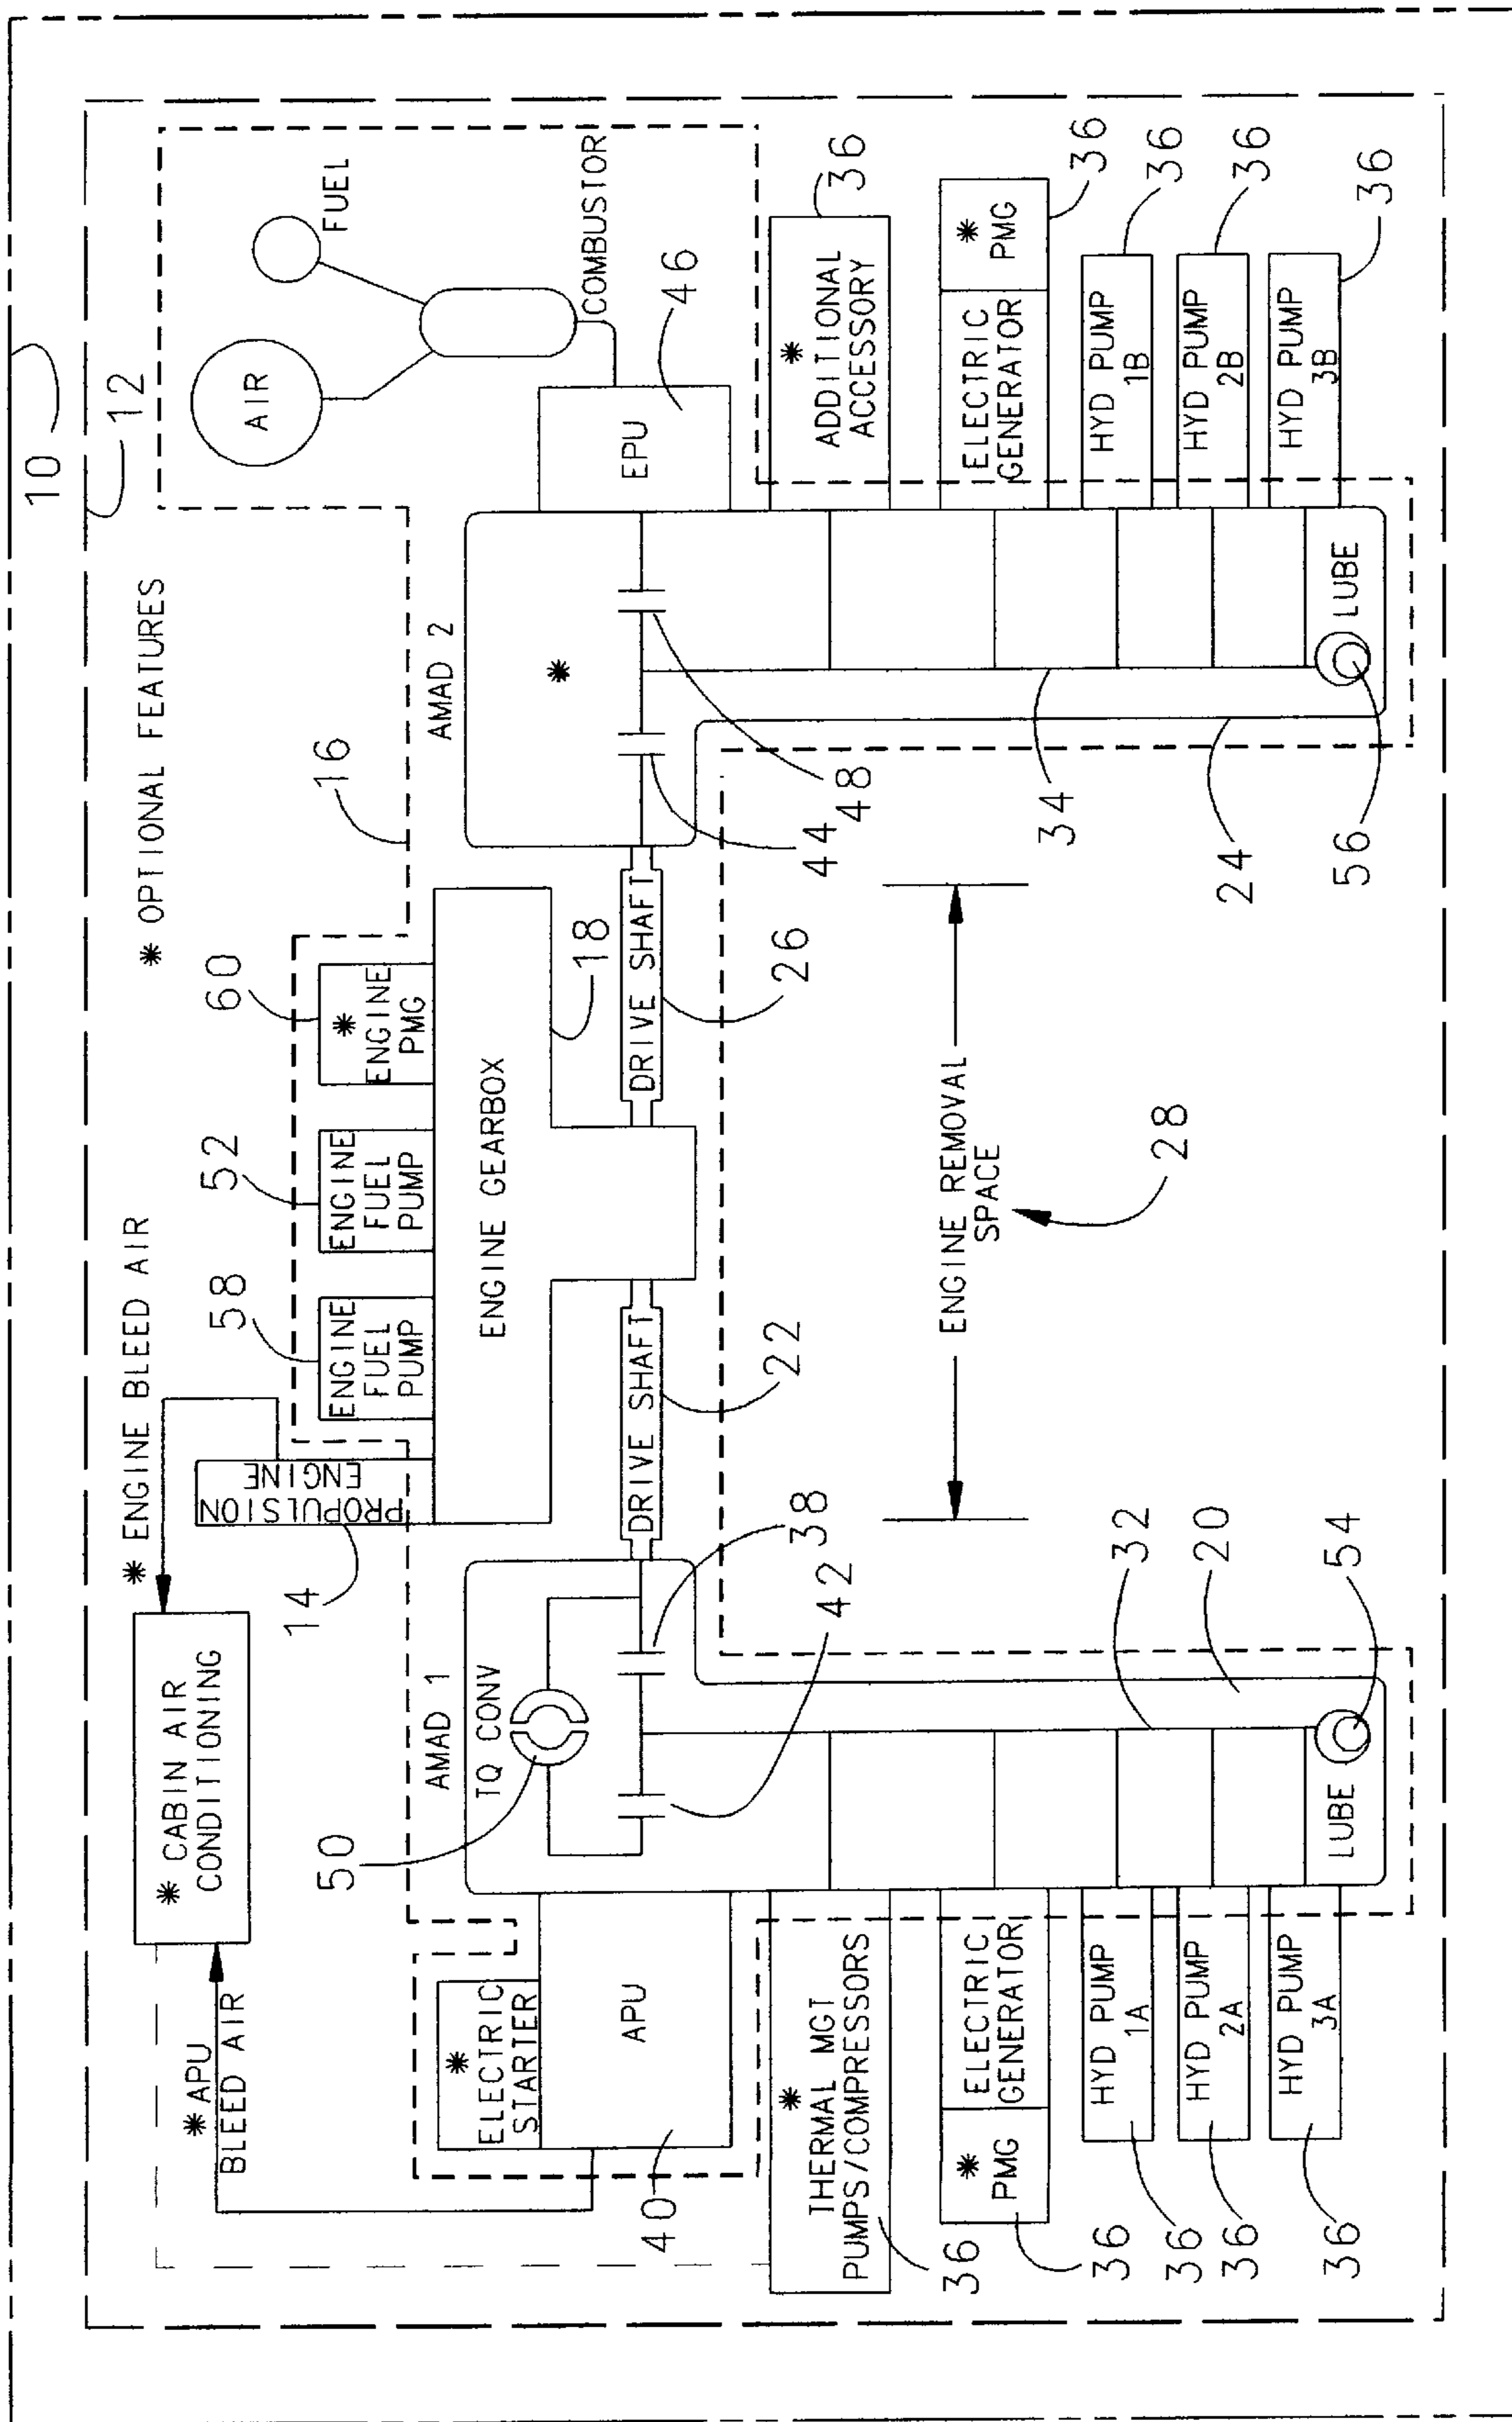 10
12
* OPTIONAL FEATURES
* ENGINE BLEED AIR
* CABIN AIR
CONDITIONING
* APU
BLEED AIR
14
PROPULSION
ENGINE
58
52
60
16
ENGINE
FUEL
PUMP
ENGINE
FUEL
PUMP
*
ENGINE
PMG
ENGINE GEARBOX
18
AIR
FUEL
COMBUSTOR
46
EPU
*
ELECTRIC
STARTER
APU
40
50
AMAD 1
TQ CONV
38
42
DRIVE SHAFT
22
DRIVE SHAFT
26
AMAD 2
*
44
48
*
THERMAL MGT
PUMPS/COMPRESSORS
36
*
PMG
ELECTRIC
GENERATOR
36
HYD PUMP
1A
36
HYD PUMP
2A
36
HYD PUMP
3A
36
LUBE
32
20
54
ENGINE REMOVAL
SPACE
28
34
24
56
LUBE
*
ADDITIONAL
ACCESSORY
36
ELECTRIC
GENERATOR
*
PMG
36
HYD PUMP
1B
36
HYD PUMP
2B
36
HYD PUMP
3B
36